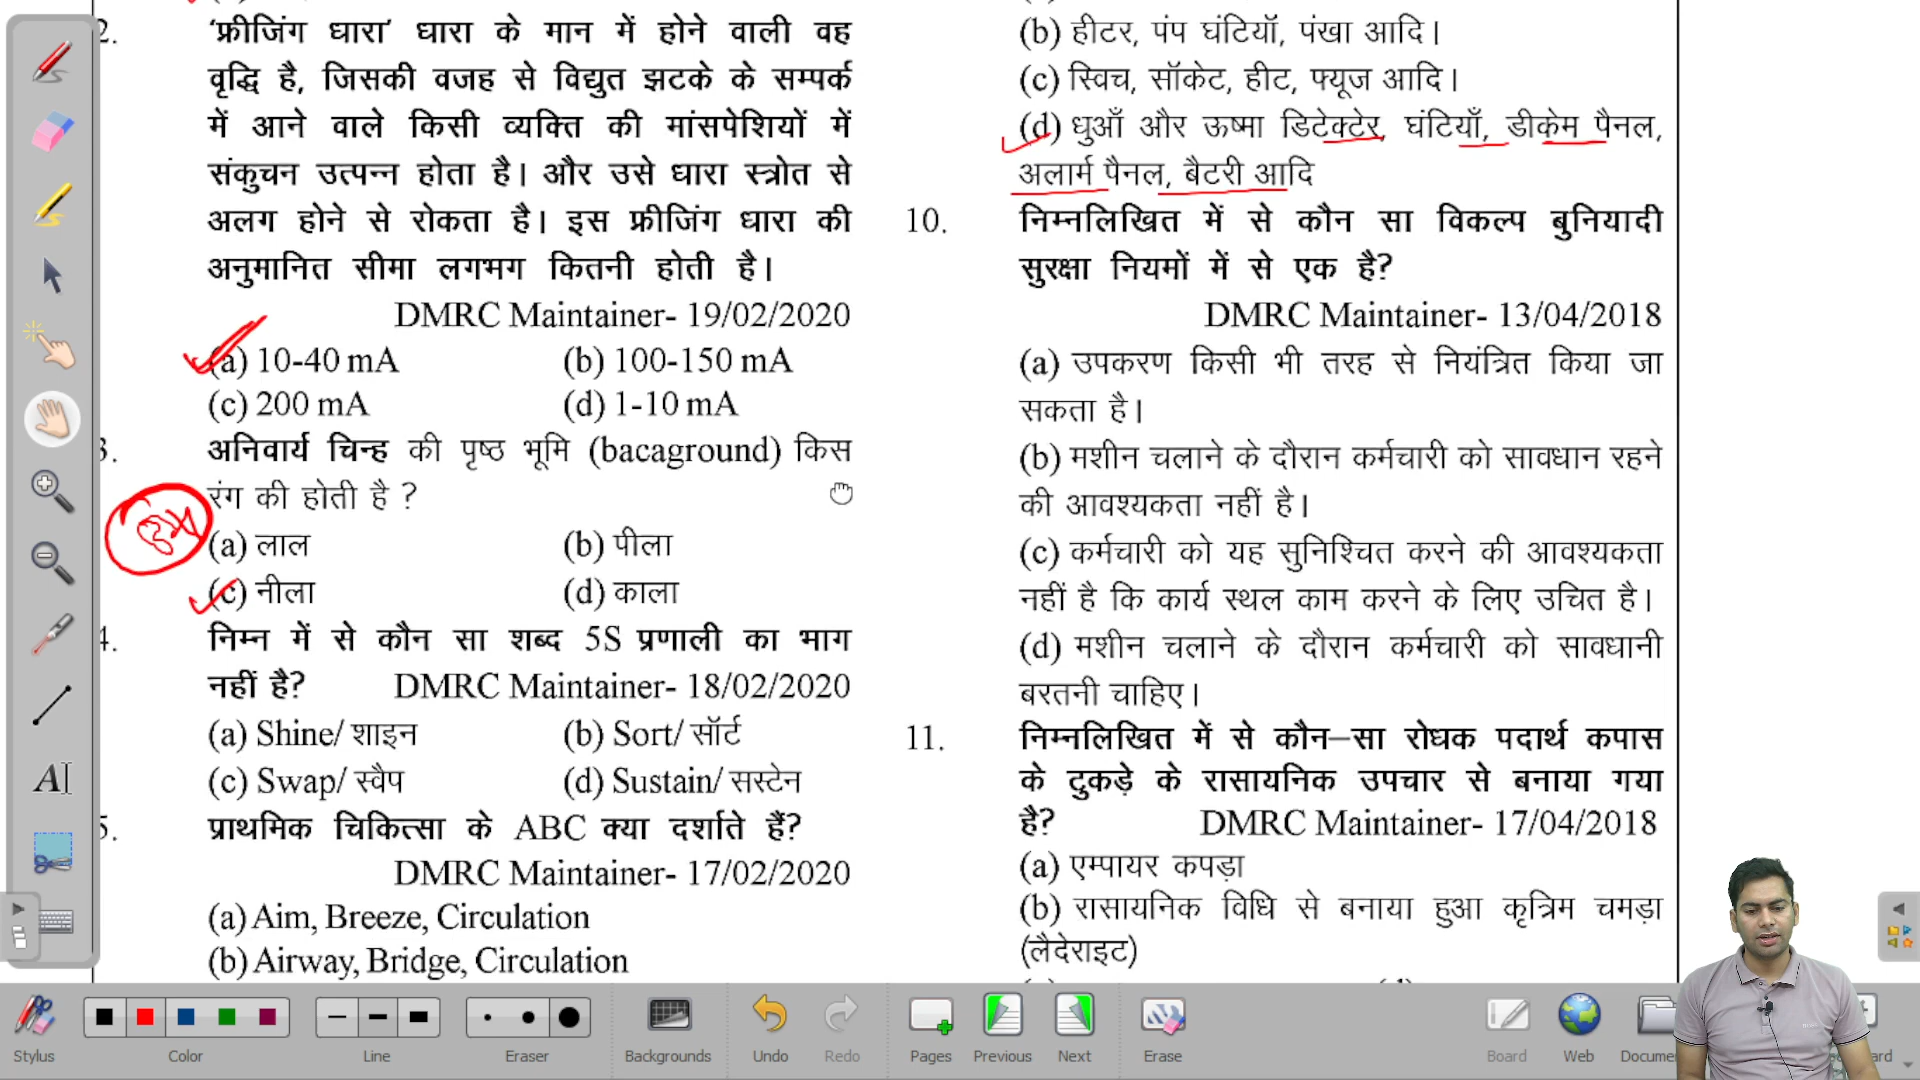 2.
'फ्रीजिंग धारा' धारा के मान में होने वाली वह
वृद्धि है, जिसकी वजह से विद्युत झटके के सम्पर्क
में आने वाले किसी व्यक्ति की मांसपेशियों में
संकुचन उत्पन्न होता है। और उसे धारा स्त्रोत से
अलग होने से रोकता है। इस फ्रीजिंग धारा की
अनुमानित सीमा लगभग कितनी होती है।
DMRC Maintainer- 19/02/2020
(a) 10-40 mA (b) 100-150 mA
(c) 200 mA (d) 1-10 mA
3. अनिवार्य चिन्ह की पृष्ठ भूमि (bacaground) किस
रंग की होती है ?
(a) लाल (b) पीला
(c) नीला (d) काला
4. निम्न में से कौन सा शब्द 5S प्रणाली का भाग
नहीं है? DMRC Maintainer- 18/02/2020
(a) Shine/ शाइन (b) Sort/ सॉर्ट
(c) Swap/ स्वैप (d) Sustain/ सस्टेन
5. प्राथमिक चिकित्सा के ABC क्या दर्शाते हैं?
DMRC Maintainer- 17/02/2020
(a) Aim, Breeze, Circulation
(b) Airway, Bridge, Circulation
(b) हीटर, पंप घंटियॉ, पंखा आदि।
(c) स्विच, सॉकेट, हीट, फ्यूज आदि।
(d) धुआँ और ऊष्मा डिटेक्टेर, घंटियाँ, डीकेम पैनल,
अलार्म पैनल, बैटरी आदि
10. निम्नलिखित में से कौन सा विकल्प बुनियादी
सुरक्षा नियमों में से एक है?
DMRC Maintainer- 13/04/2018
(a) उपकरण किसी भी तरह से नियंत्रित किया जा
सकता है।
(b) मशीन चलाने के दौरान कर्मचारी को सावधान रहने
की आवश्यकता नहीं है।
(c) कर्मचारी को यह सुनिश्चित करने की आवश्यकता
नहीं है कि कार्य स्थल काम करने के लिए उचित है।
(d) मशीन चलाने के दौरान कर्मचारी को सावधानी
बरतनी चाहिए।
11. निम्नलिखित में से कौन–सा रोधक पदार्थ कपास
के टुकड़े के रासायनिक उपचार से बनाया गया
है? DMRC Maintainer- 17/04/2018
(a) एम्पायर कपड़ा
(b) रासायनिक विधि से बनाया हुआ कृत्रिम चमड़ा
(लैदेराइट)
Stylus Color Line Eraser Backgrounds Undo Redo Pages Previous Next Erase Board Web